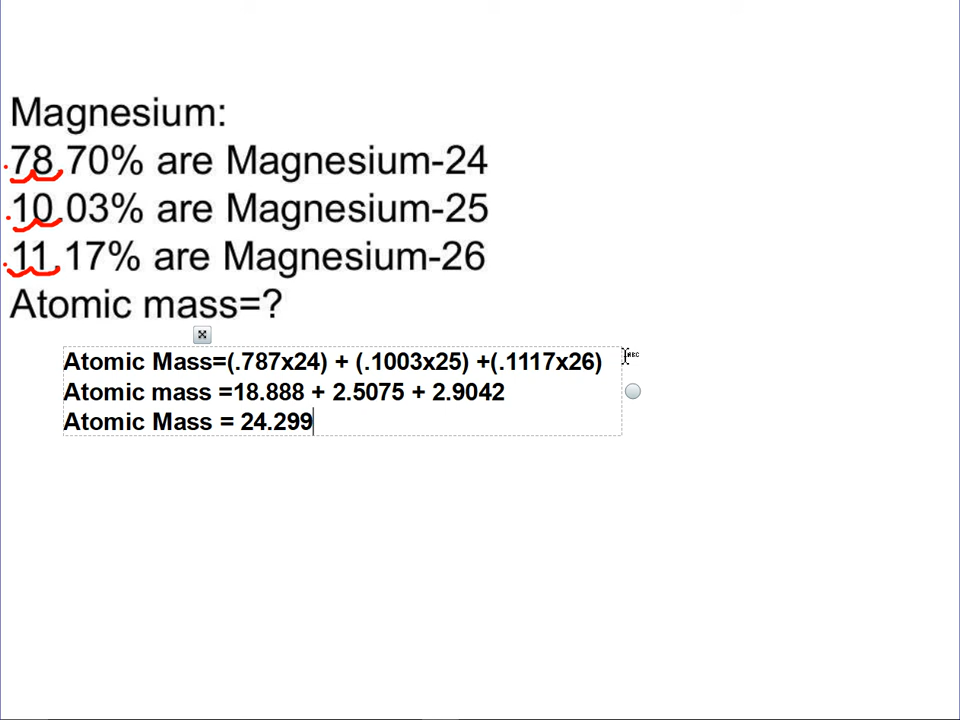 Magnesium:
78.70% are Magnesium-24
10.03% are Magnesium-25
11.17% are Magnesium-26
Atomic mass=?
Atomic Mass=(.787x24) + (.1003x25) +(.1117x26)
Atomic mass =18.888 + 2.5075 + 2.9042
Atomic Mass = 24.299